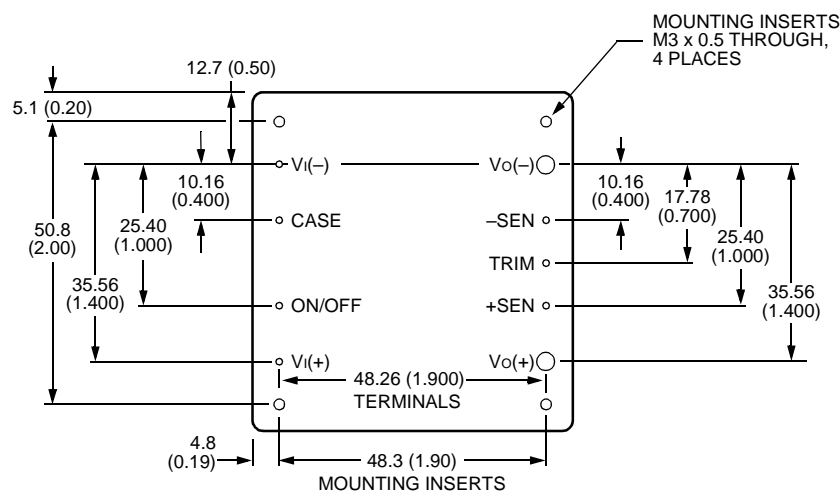 MOUNTING INSERTS
M3 x 0.5 THROUGH,
4 PLACES
12.7 (0.50)
5.1 (0.20)
VI(–)
VO(–)
10.16
(0.400)
10.16
(0.400)
17.78
(0.700)
CASE
–SEN
25.40
(1.000)
50.8
(2.00)
25.40
(1.000)
TRIM
35.56
(1.400)
35.56
(1.400)
ON/OFF
+SEN
VI(+)
VO(+)
48.26 (1.900)
TERMINALS
4.8
(0.19)
48.3 (1.90)
MOUNTING INSERTS